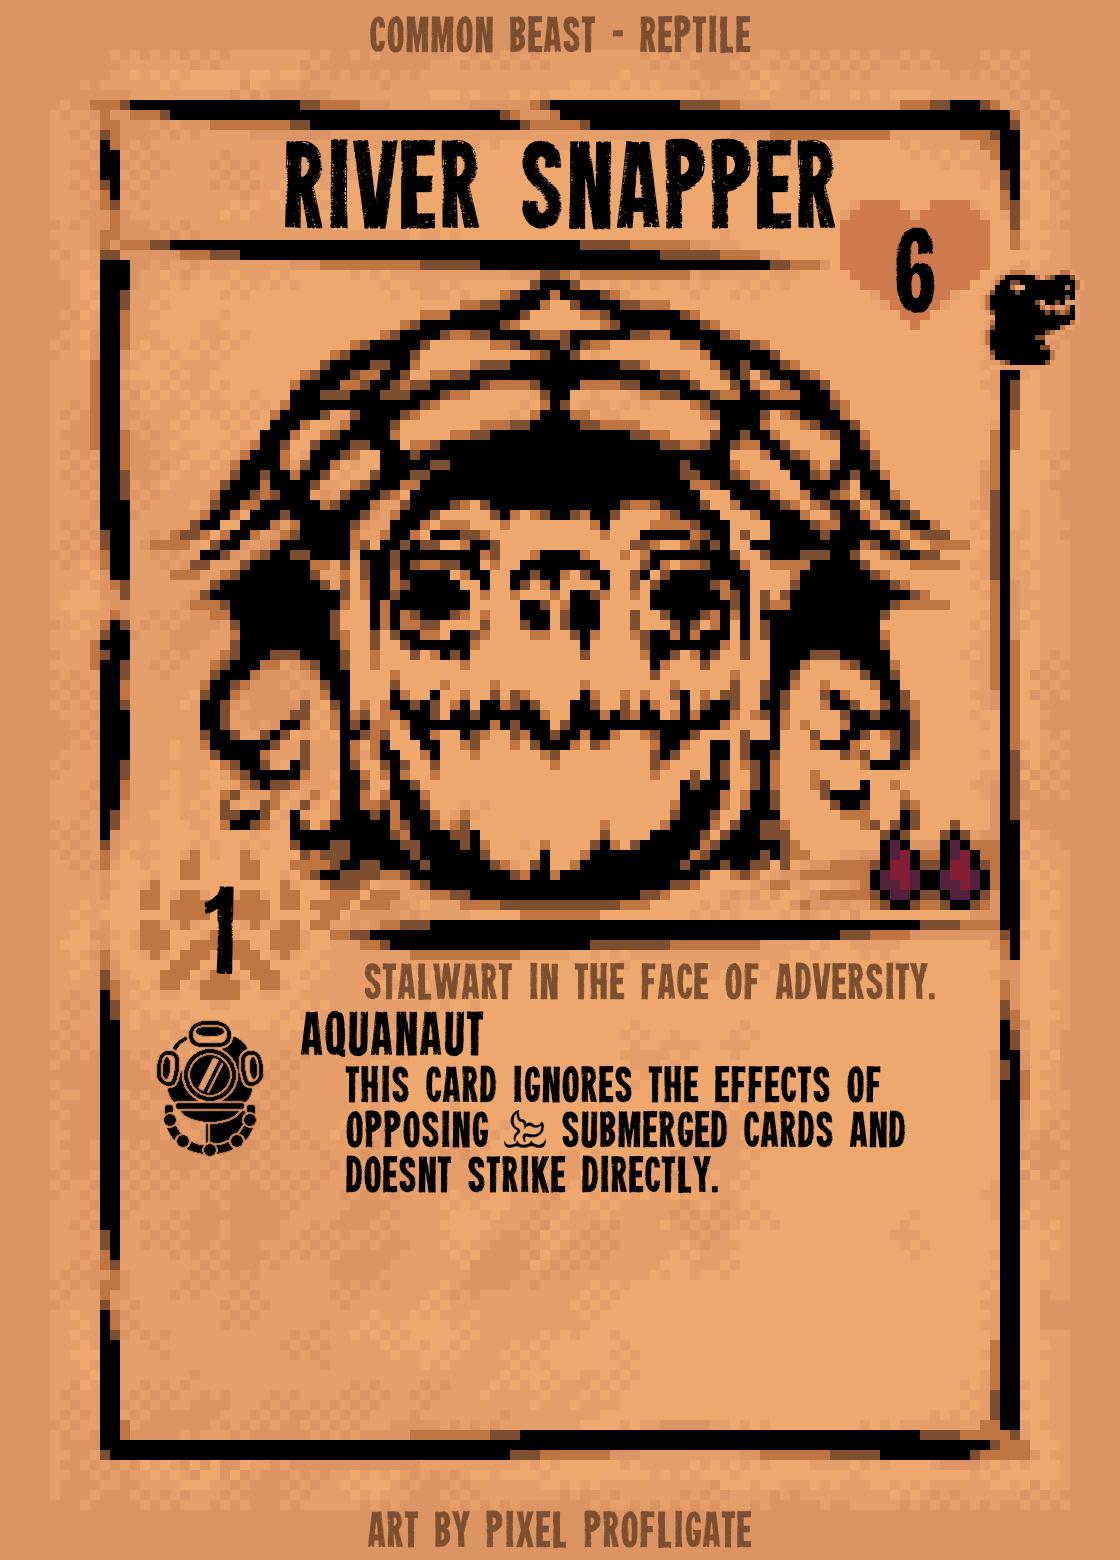 COMMON BEAST - REPTILE
RIVER SNAPPER
6
1
STALWART IN THE FACE OF ADVERSITY.
AQUANAUT
THIS CARD IGNORES THE EFFECTS OF
OPPOSING SUBMERGED CARDS AND
DOESNT STRIKE DIRECTLY.
ART BY PIXEL PROFLIGATE